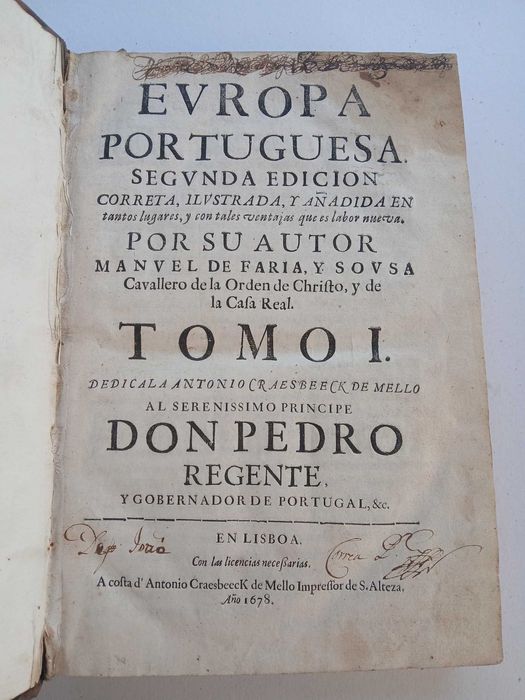 EVROPA
PORTUGUESA.
SEGVNDA EDICION
CORRETA, ILVSTRADA, Y AÑADIDA EN
tantos lugares, y con tales ventajas que es labor nueva.
POR SU AUTOR
MANVEL DE FARIA, Y SOVSA
Cavallero de la Orden de Chriſto, y de
la Caſa Real.
TOMO I.
DEDICALA ANTONIO CRAESBEECK DE MELLO
AL SERENISSIMO PRINCIPE
DON PEDRO
REGENTE,
Y GOBERNADOR DE PORTUGAL, &c.
EN LISBOA.
Con las licencias neceßarias.
Correa
A coſta d' Antonio CraesbeecK de Mello Impreſſor de S. Alteza,
Año 1678.